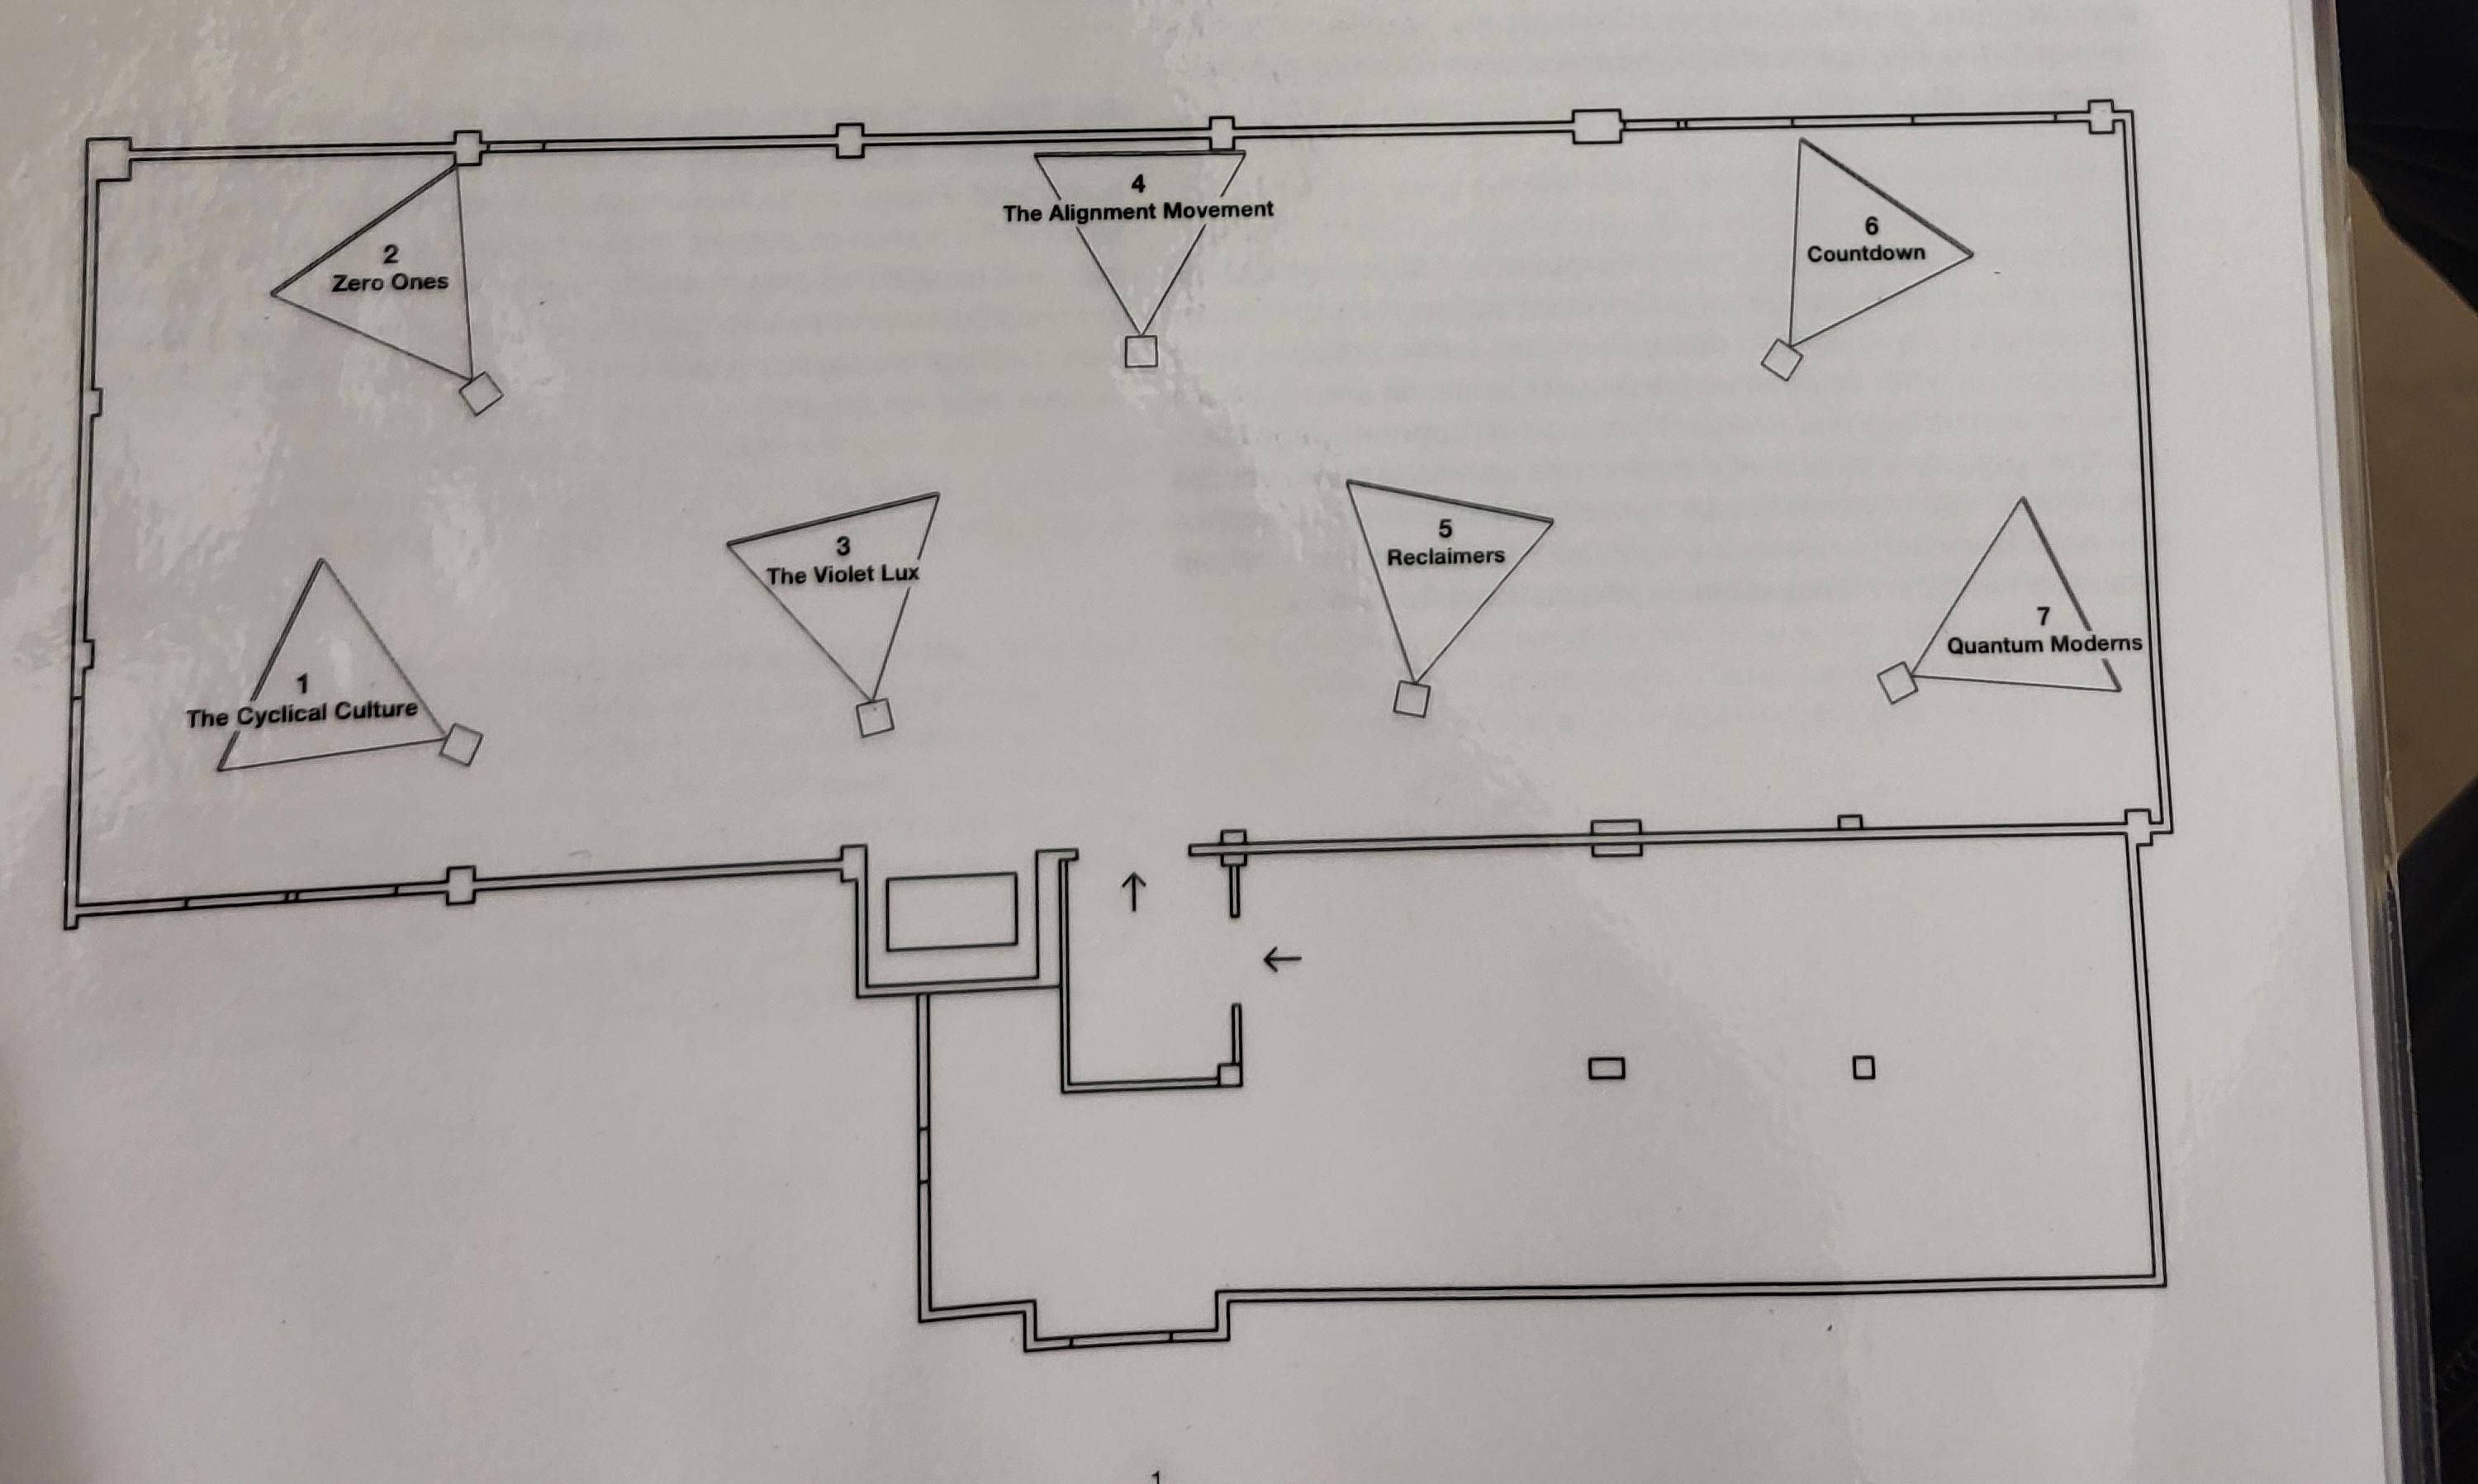 1
The Cyclical Culture
2
Zero Ones
3
The Violet Lux
4
The Alignment Movement
5
Reclaimers
6
Countdown
7
Quantum Moderns
1